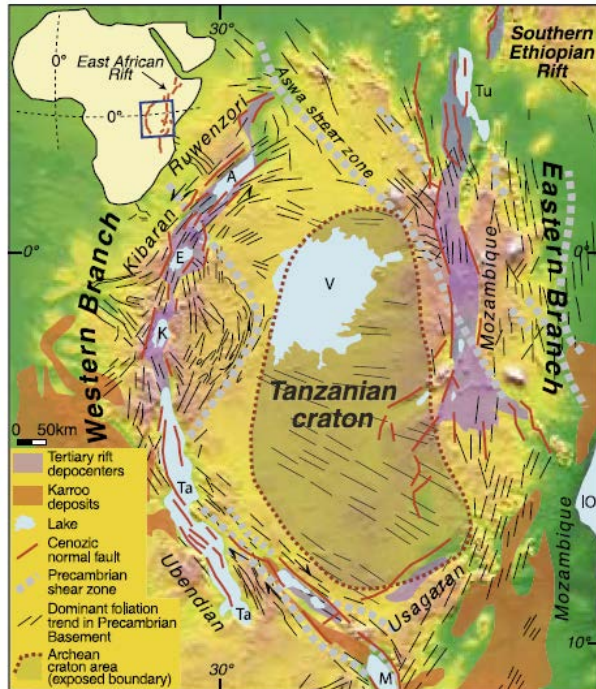 Southern
Ethiopian
Rift
East African
Rift
0°
0°
Tu
Aswa shear zone
Ruwenzori
A
Kibaran
Eastern Branch
0°
0°
E
V
Mozambique
Western Branch
K
Tanzanian
craton
0 50km
Tertiary rift
depocenters
Karroo
deposits
Lake
Cenozic
normal fault
Precambrian
shear zone
Dominant foliation
trend in Precambrian
Basement
Archean
craton area
(exposed boundary)
Ta
IO
Ubendian
Usagaran
Mozambique
Ta
10°
M
30°
30°